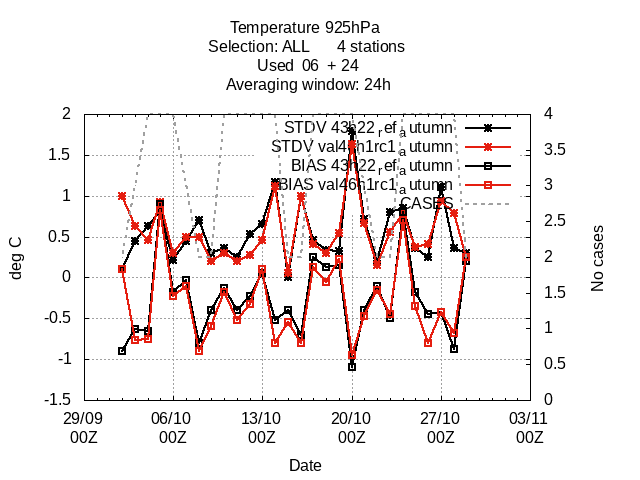 Temperature 925hPa
Selection: ALL 4 stations
Used 06 + 24
Averaging window: 24h
STDV 43h22_ref_autumn
STDV val46h1rc1_autumn
BIAS 43h22_ref_autumn
BIAS val46h1rc1_autumn
CASES
2
1.5
1
0.5
0
-0.5
-1
-1.5
deg C
4
3.5
3
2.5
2
1.5
1
0.5
0
No cases
29/09 06/10 13/10 20/10 27/10 03/11
00Z 00Z 00Z 00Z 00Z 00Z
Date